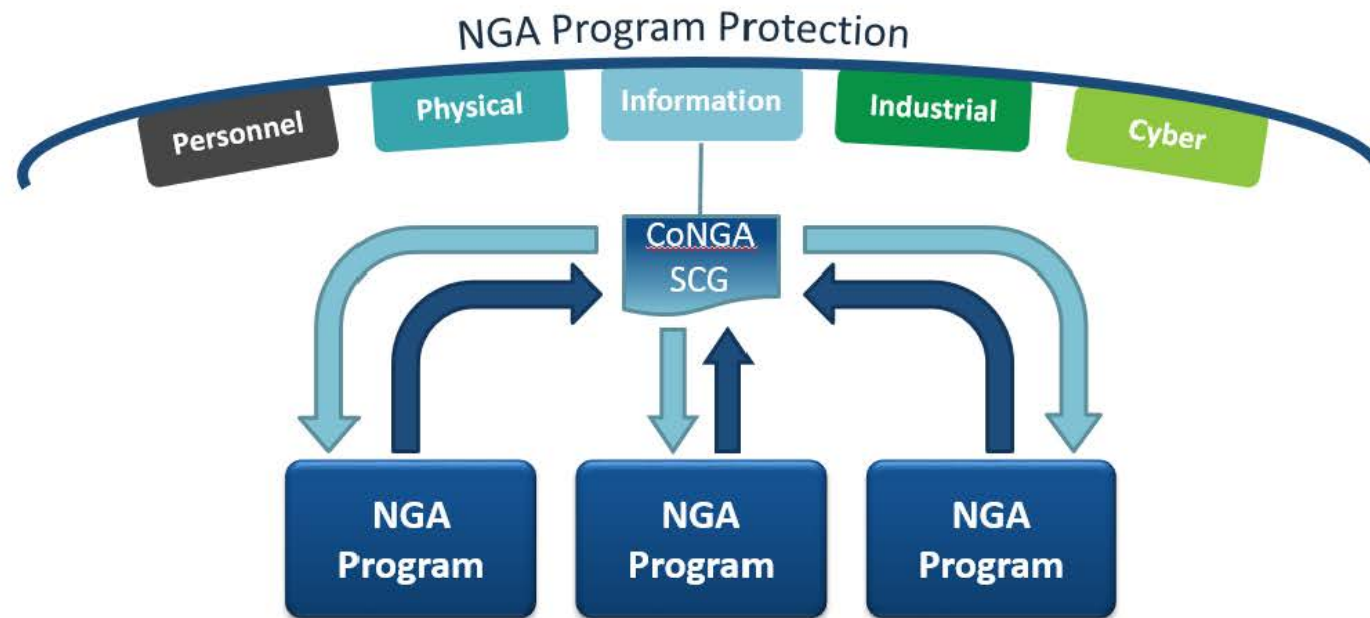 NGA Program Protection
Personnel
Physical
Information
Industrial
Cyber
CoNGA
SCG
NGA
Program
NGA
Program
NGA
Program